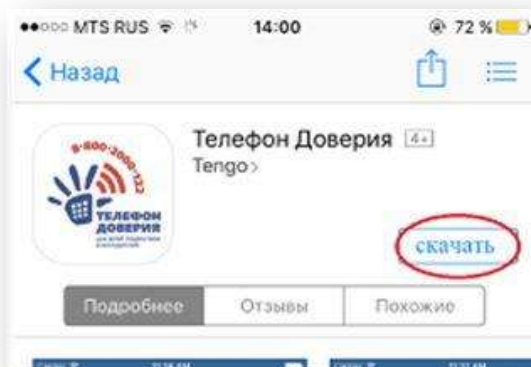 ●●○○○ MTS RUS 14:00 72 %
Назад
Телефон Доверия 4+
Tengo >
8-800-2000-122
ТЕЛЕФОН
ДОВЕРИЯ
скачать
Подробнее Отзывы Похожие